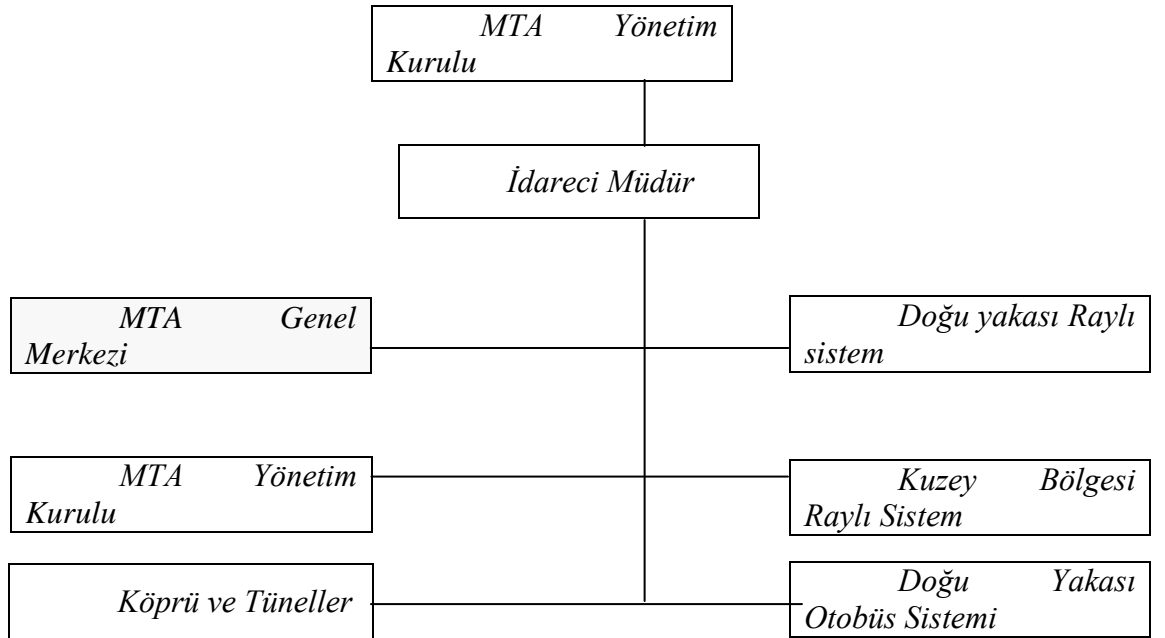 MTA Yönetim
Kurulu
İdareci Müdür
MTA Genel
Merkezi
Doğu yakası Raylı
sistem
MTA Yönetim
Kurulu
Kuzey Bölgesi
Raylı Sistem
Köprü ve Tüneller
Doğu Yakası
Otobüs Sistemi